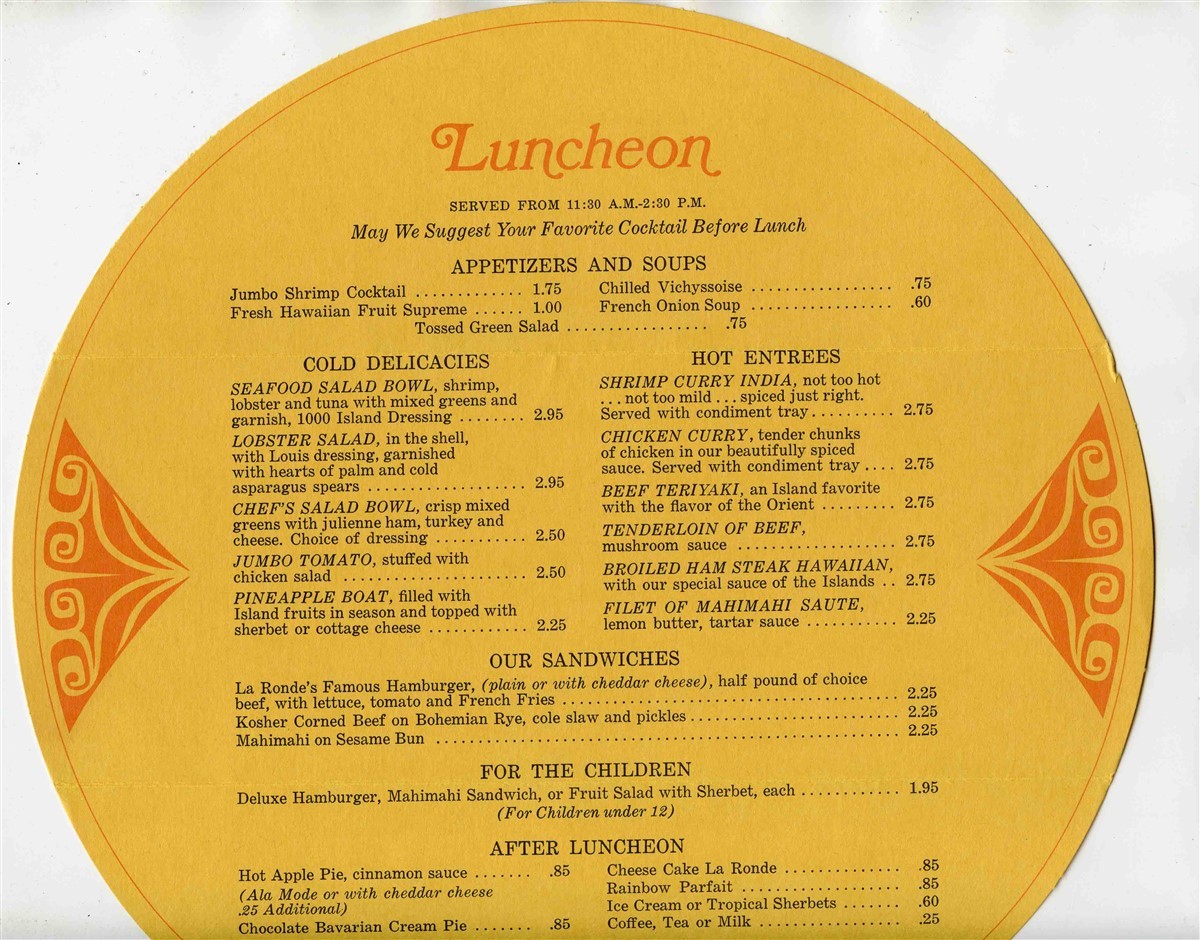 Luncheon
SERVED FROM 11:30 A.M.-2:30 P.M.
May We Suggest Your Favorite Cocktail Before Lunch
APPETIZERS AND SOUPS
Jumbo Shrimp Cocktail ............. 1.75
Fresh Hawaiian Fruit Supreme ...... 1.00
Chilled Vichyssoise ................. .75
French Onion Soup ................. .60
Tossed Green Salad ................. .75
COLD DELICACIES
SEAFOOD SALAD BOWL, shrimp,
lobster and tuna with mixed greens and
garnish, 1000 Island Dressing ........ 2.95
LOBSTER SALAD, in the shell,
with Louis dressing, garnished
with hearts of palm and cold
asparagus spears ................... 2.95
CHEF'S SALAD BOWL, crisp mixed
greens with julienne ham, turkey and
cheese. Choice of dressing ........... 2.50
JUMBO TOMATO, stuffed with
chicken salad ...................... 2.50
PINEAPPLE BOAT, filled with
Island fruits in season and topped with
sherbet or cottage cheese ............ 2.25
HOT ENTREES
SHRIMP CURRY INDIA, not too hot
... not too mild ... spiced just right.
Served with condiment tray.......... 2.75
CHICKEN CURRY, tender chunks
of chicken in our beautifully spiced
sauce. Served with condiment tray .... 2.75
BEEF TERIYAKI, an Island favorite
with the flavor of the Orient ......... 2.75
TENDERLOIN OF BEEF,
mushroom sauce ................... 2.75
BROILED HAM STEAK HAWAIIAN,
with our special sauce of the Islands .. 2.75
FILET OF MAHIMAHI SAUTE,
lemon butter, tartar sauce ........... 2.25
OUR SANDWICHES
La Ronde's Famous Hamburger, (plain or with cheddar cheese), half pound of choice
beef, with lettuce, tomato and French Fries ........................................ 2.25
Kosher Corned Beef on Bohemian Rye, cole slaw and pickles......................... 2.25
Mahimahi on Sesame Bun ........................................................ 2.25
FOR THE CHILDREN
Deluxe Hamburger, Mahimahi Sandwich, or Fruit Salad with Sherbet, each ............ 1.95
(For Children under 12)
AFTER LUNCHEON
Hot Apple Pie, cinnamon sauce ....... .85
(Ala Mode or with cheddar cheese
.25 Additional)
Chocolate Bavarian Cream Pie ....... .85
Cheese Cake La Ronde .............. .85
Rainbow Parfait ................... .85
Ice Cream or Tropical Sherbets ....... .60
Coffee, Tea or Milk ................. .25